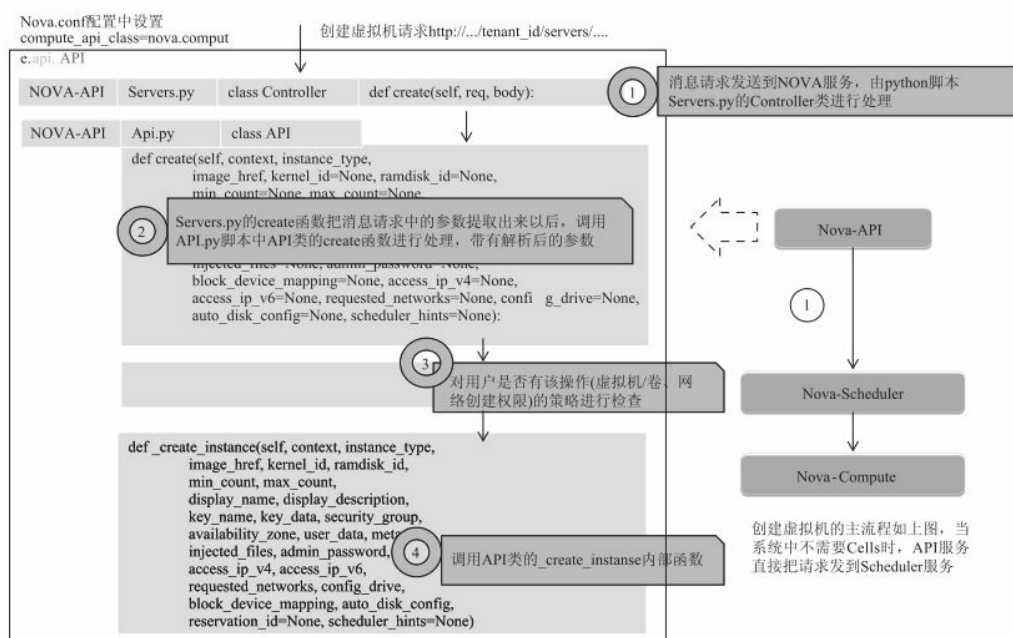 Nova.conf配置中设置
compute_api_class=nova.comput
e.api. API
创建虚拟机请求http://.../tenant_id/servers/....
NOVA-API Servers.py class Controller def create(self, req, body):
1
消息请求发送到NOVA服务，由python脚本
Servers.py的Controller类进行处理
NOVA-API Api.py class API
def create(self, context, instance_type,
image_href, kernel_id=None, ramdisk_id=None,
min_count=None, max_count=None,
2
Servers.py的create函数把消息请求中的参数提取出来以后，调用
API.py脚本中API类的create函数进行处理，带有解析后的参数
injected_files=None, admin_password=None,
block_device_mapping=None, access_ip_v4=None,
access_ip_v6=None, requested_networks=None, confi g_drive=None,
auto_disk_config=None, scheduler_hints=None):
3
对用户是否有该操作(虚拟机/卷、网
络创建权限)的策略进行检查
def _create_instance(self, context, instance_type,
image_href, kernel_id, ramdisk_id,
min_count, max_count,
display_name, display_description,
key_name, key_data, security_group,
availability_zone, user_data, meta
injected_files, admin_password,
access_ip_v4, access_ip_v6,
requested_networks, config_drive,
block_device_mapping, auto_disk_config,
reservation_id=None, scheduler_hints=None)
4
调用API类的_create_instanse内部函数
Nova-API
1
Nova-Scheduler
Nova-Compute
创建虚拟机的主流程如上图，当
系统中不需要Cells时，API服务
直接把请求发到Scheduler服务